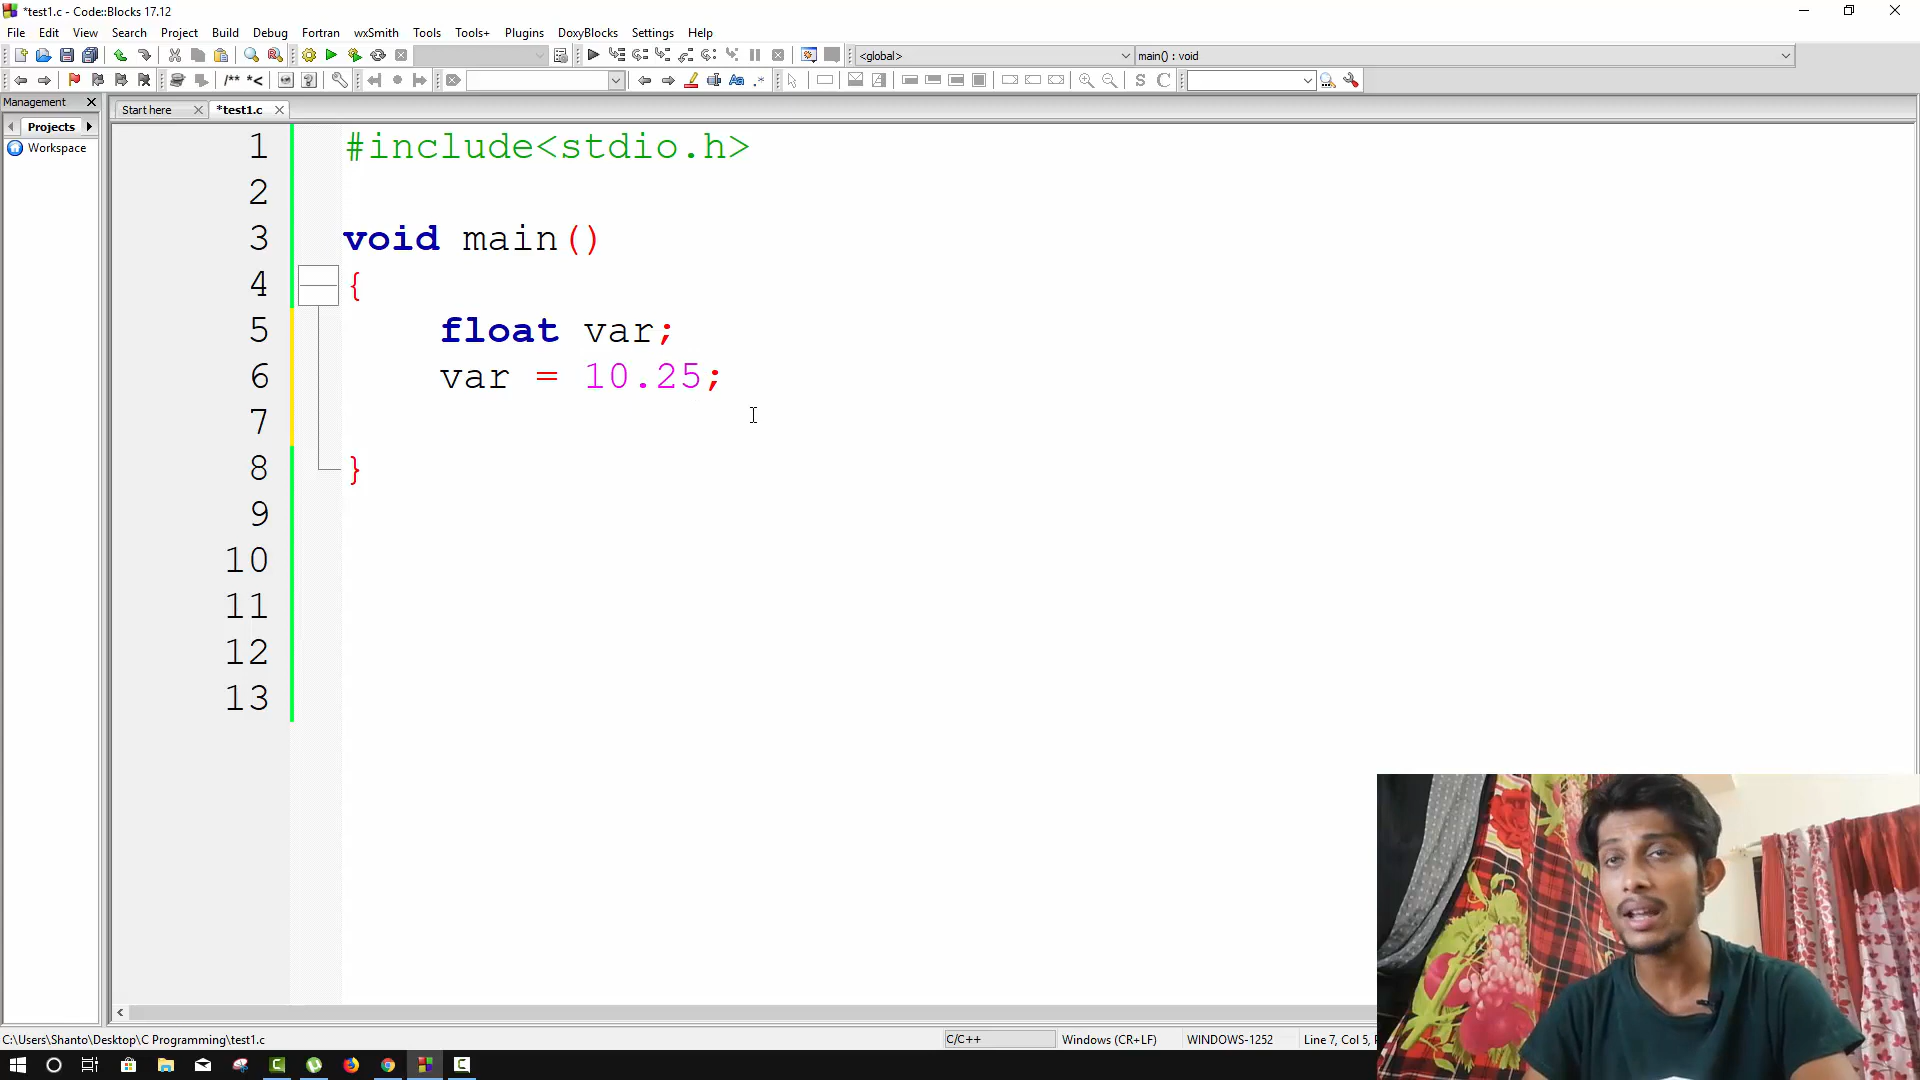 *test1.c - Code::Blocks 17.12
File Edit View Search Project Build Debug Fortran wxSmith Tools Tools+ Plugins DoxyBlocks Settings Help
<global> main() : void
/** *< Aa .* S C
Management
Projects
Workspace
Start here *test1.c
1 #include<stdio.h>
2
3 void main()
4 {
5 float var;
6 var = 10.25;
7
8 }
9
10
11
12
13
C:\Users\Shanto\Desktop\C Programming\test1.c C/C++ Windows (CR+LF) WINDOWS-1252 Line 7, Col 5, P